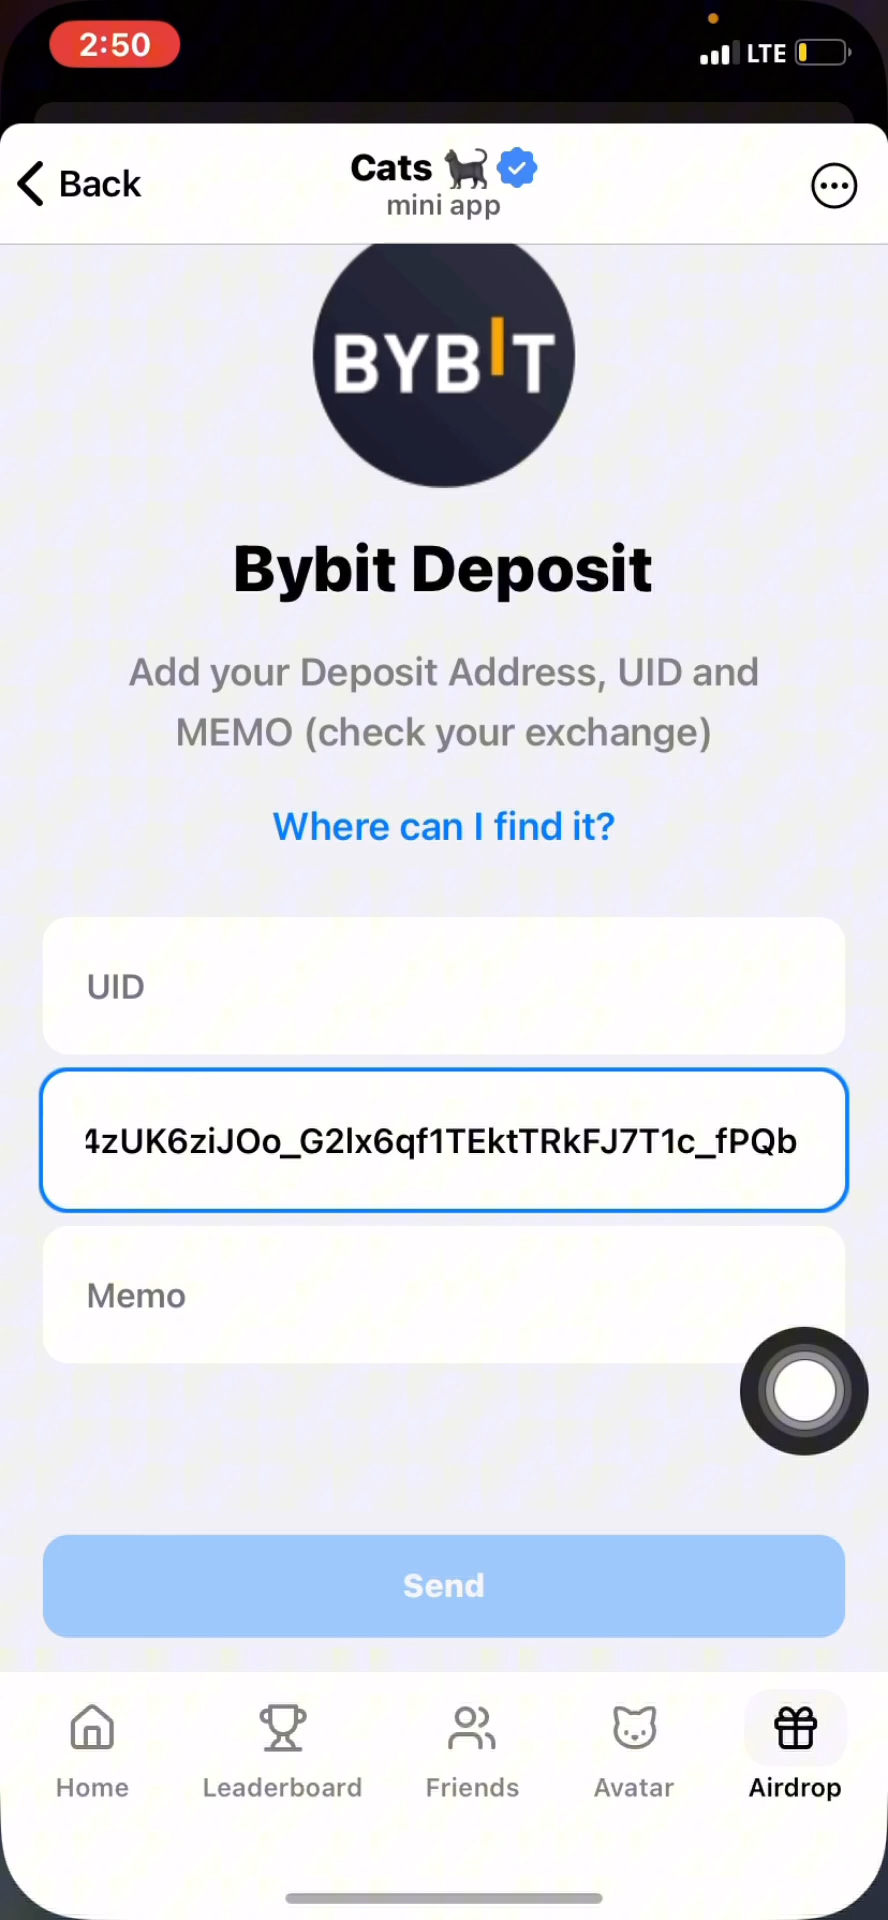 2:50
LTE
Back
Cats
mini app
BYBIT
Bybit Deposit
Add your Deposit Address, UID and
MEMO (check your exchange)
Where can I find it?
UID
4zUK6ziJOo_G2lx6qf1TEktTRkFJ7T1c_fPQb
Memo
Send
Home
Leaderboard
Friends
Avatar
Airdrop